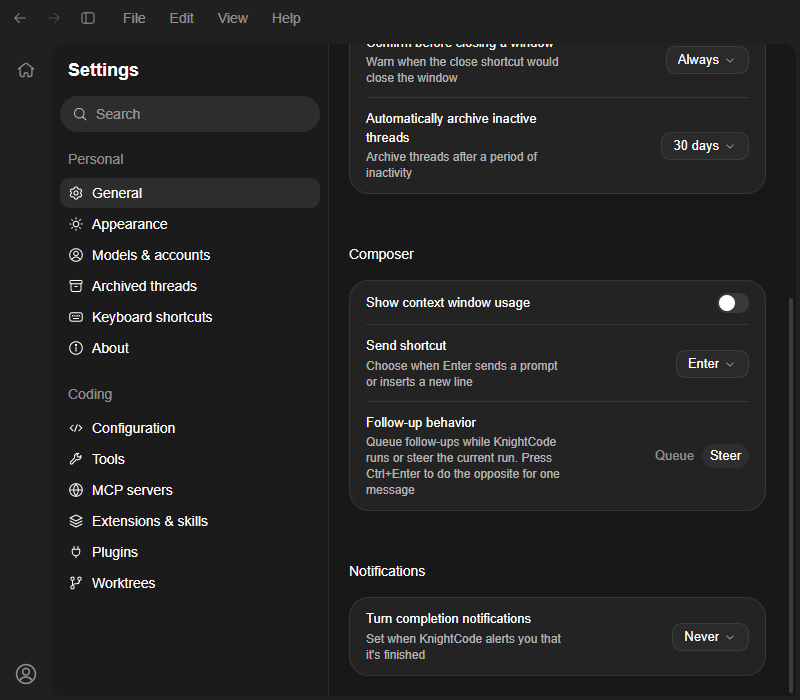 File Edit View Help
Settings
Search
Personal
General
Appearance
Models & accounts
Archived threads
Keyboard shortcuts
About
Coding
Configuration
Tools
MCP servers
Extensions & skills
Plugins
Worktrees
Confirm before closing a window
Warn when the close shortcut would
close the window
Always
Automatically archive inactive
threads
Archive threads after a period of
inactivity
30 days
Composer
Show context window usage
Send shortcut
Choose when Enter sends a prompt
or inserts a new line
Enter
Follow-up behavior
Queue follow-ups while KnightCode
runs or steer the current run. Press
Ctrl+Enter to do the opposite for one
message
Queue Steer
Notifications
Turn completion notifications
Set when KnightCode alerts you that
it's finished
Never